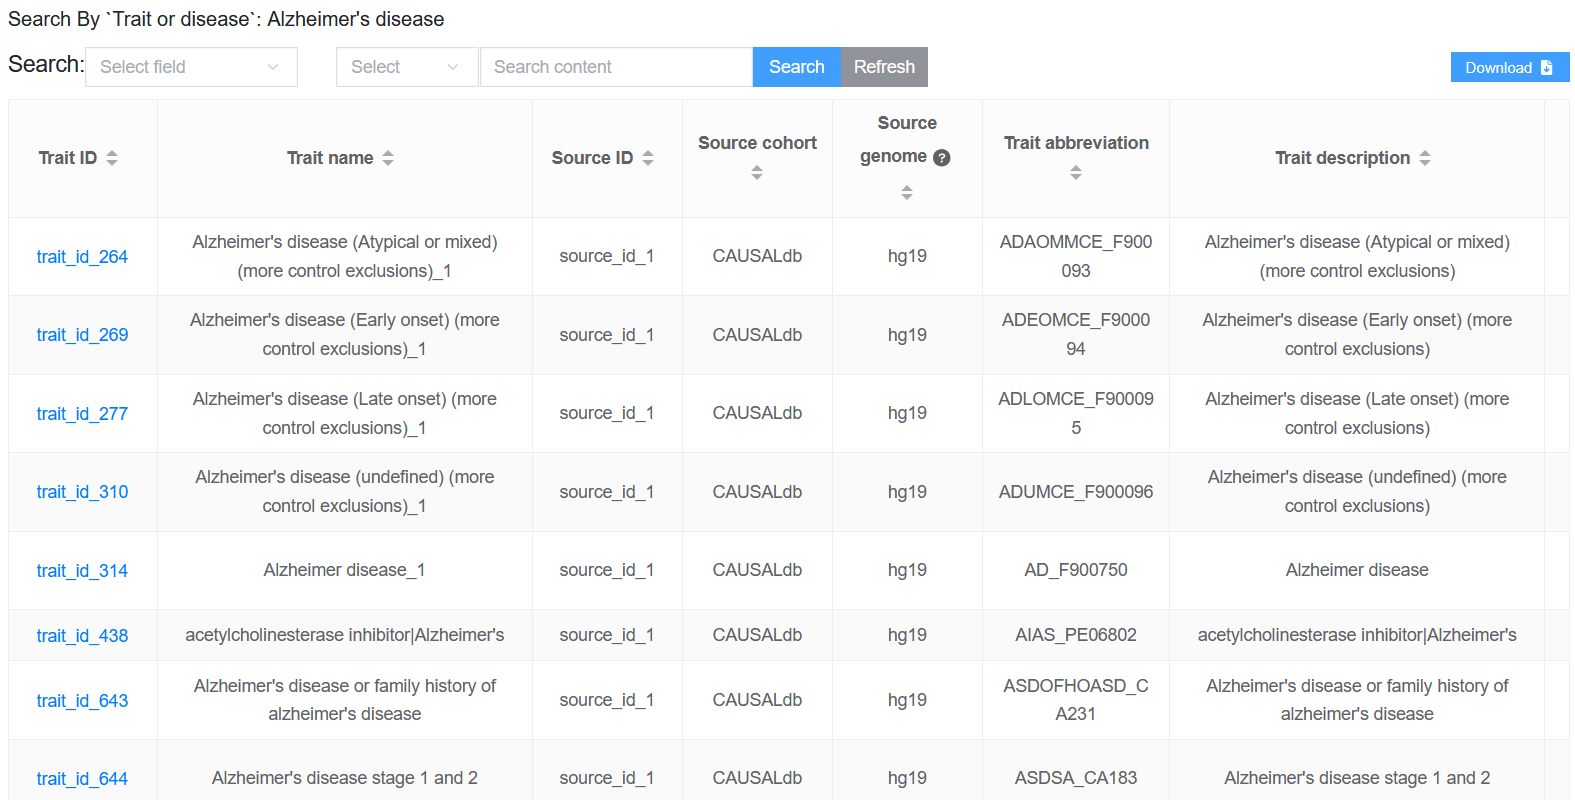 Search By `Trait or disease`: Alzheimer's disease
Search: Select field Select Search content Search Refresh Download
Trait ID Trait name Source ID Source cohort Source genome ? Trait abbreviation Trait description
trait_id_264 Alzheimer's disease (Atypical or mixed) source_id_1 CAUSALdb hg19 ADAOMMCE_F900 Alzheimer's disease (Atypical or mixed)
(more control exclusions)_1 093 (more control exclusions)
trait_id_269 Alzheimer's disease (Early onset) (more source_id_1 CAUSALdb hg19 ADEOMCE_F9000 Alzheimer's disease (Early onset) (more
control exclusions)_1 94 control exclusions)
trait_id_277 Alzheimer's disease (Late onset) (more source_id_1 CAUSALdb hg19 ADLOMCE_F90009 Alzheimer's disease (Late onset) (more
control exclusions)_1 5 control exclusions)
trait_id_310 Alzheimer's disease (undefined) (more source_id_1 CAUSALdb hg19 ADUMCE_F900096 Alzheimer's disease (undefined) (more
control exclusions)_1 control exclusions)
trait_id_314 Alzheimer disease_1 source_id_1 CAUSALdb hg19 AD_F900750 Alzheimer disease
trait_id_438 acetylcholinesterase inhibitor|Alzheimer's source_id_1 CAUSALdb hg19 AIAS_PE06802 acetylcholinesterase inhibitor|Alzheimer's
trait_id_643 Alzheimer's disease or family history of source_id_1 CAUSALdb hg19 ASDOFHOASD_C Alzheimer's disease or family history of
alzheimer's disease A231 alzheimer's disease
trait_id_644 Alzheimer's disease stage 1 and 2 source_id_1 CAUSALdb hg19 ASDSA_CA183 Alzheimer's disease stage 1 and 2